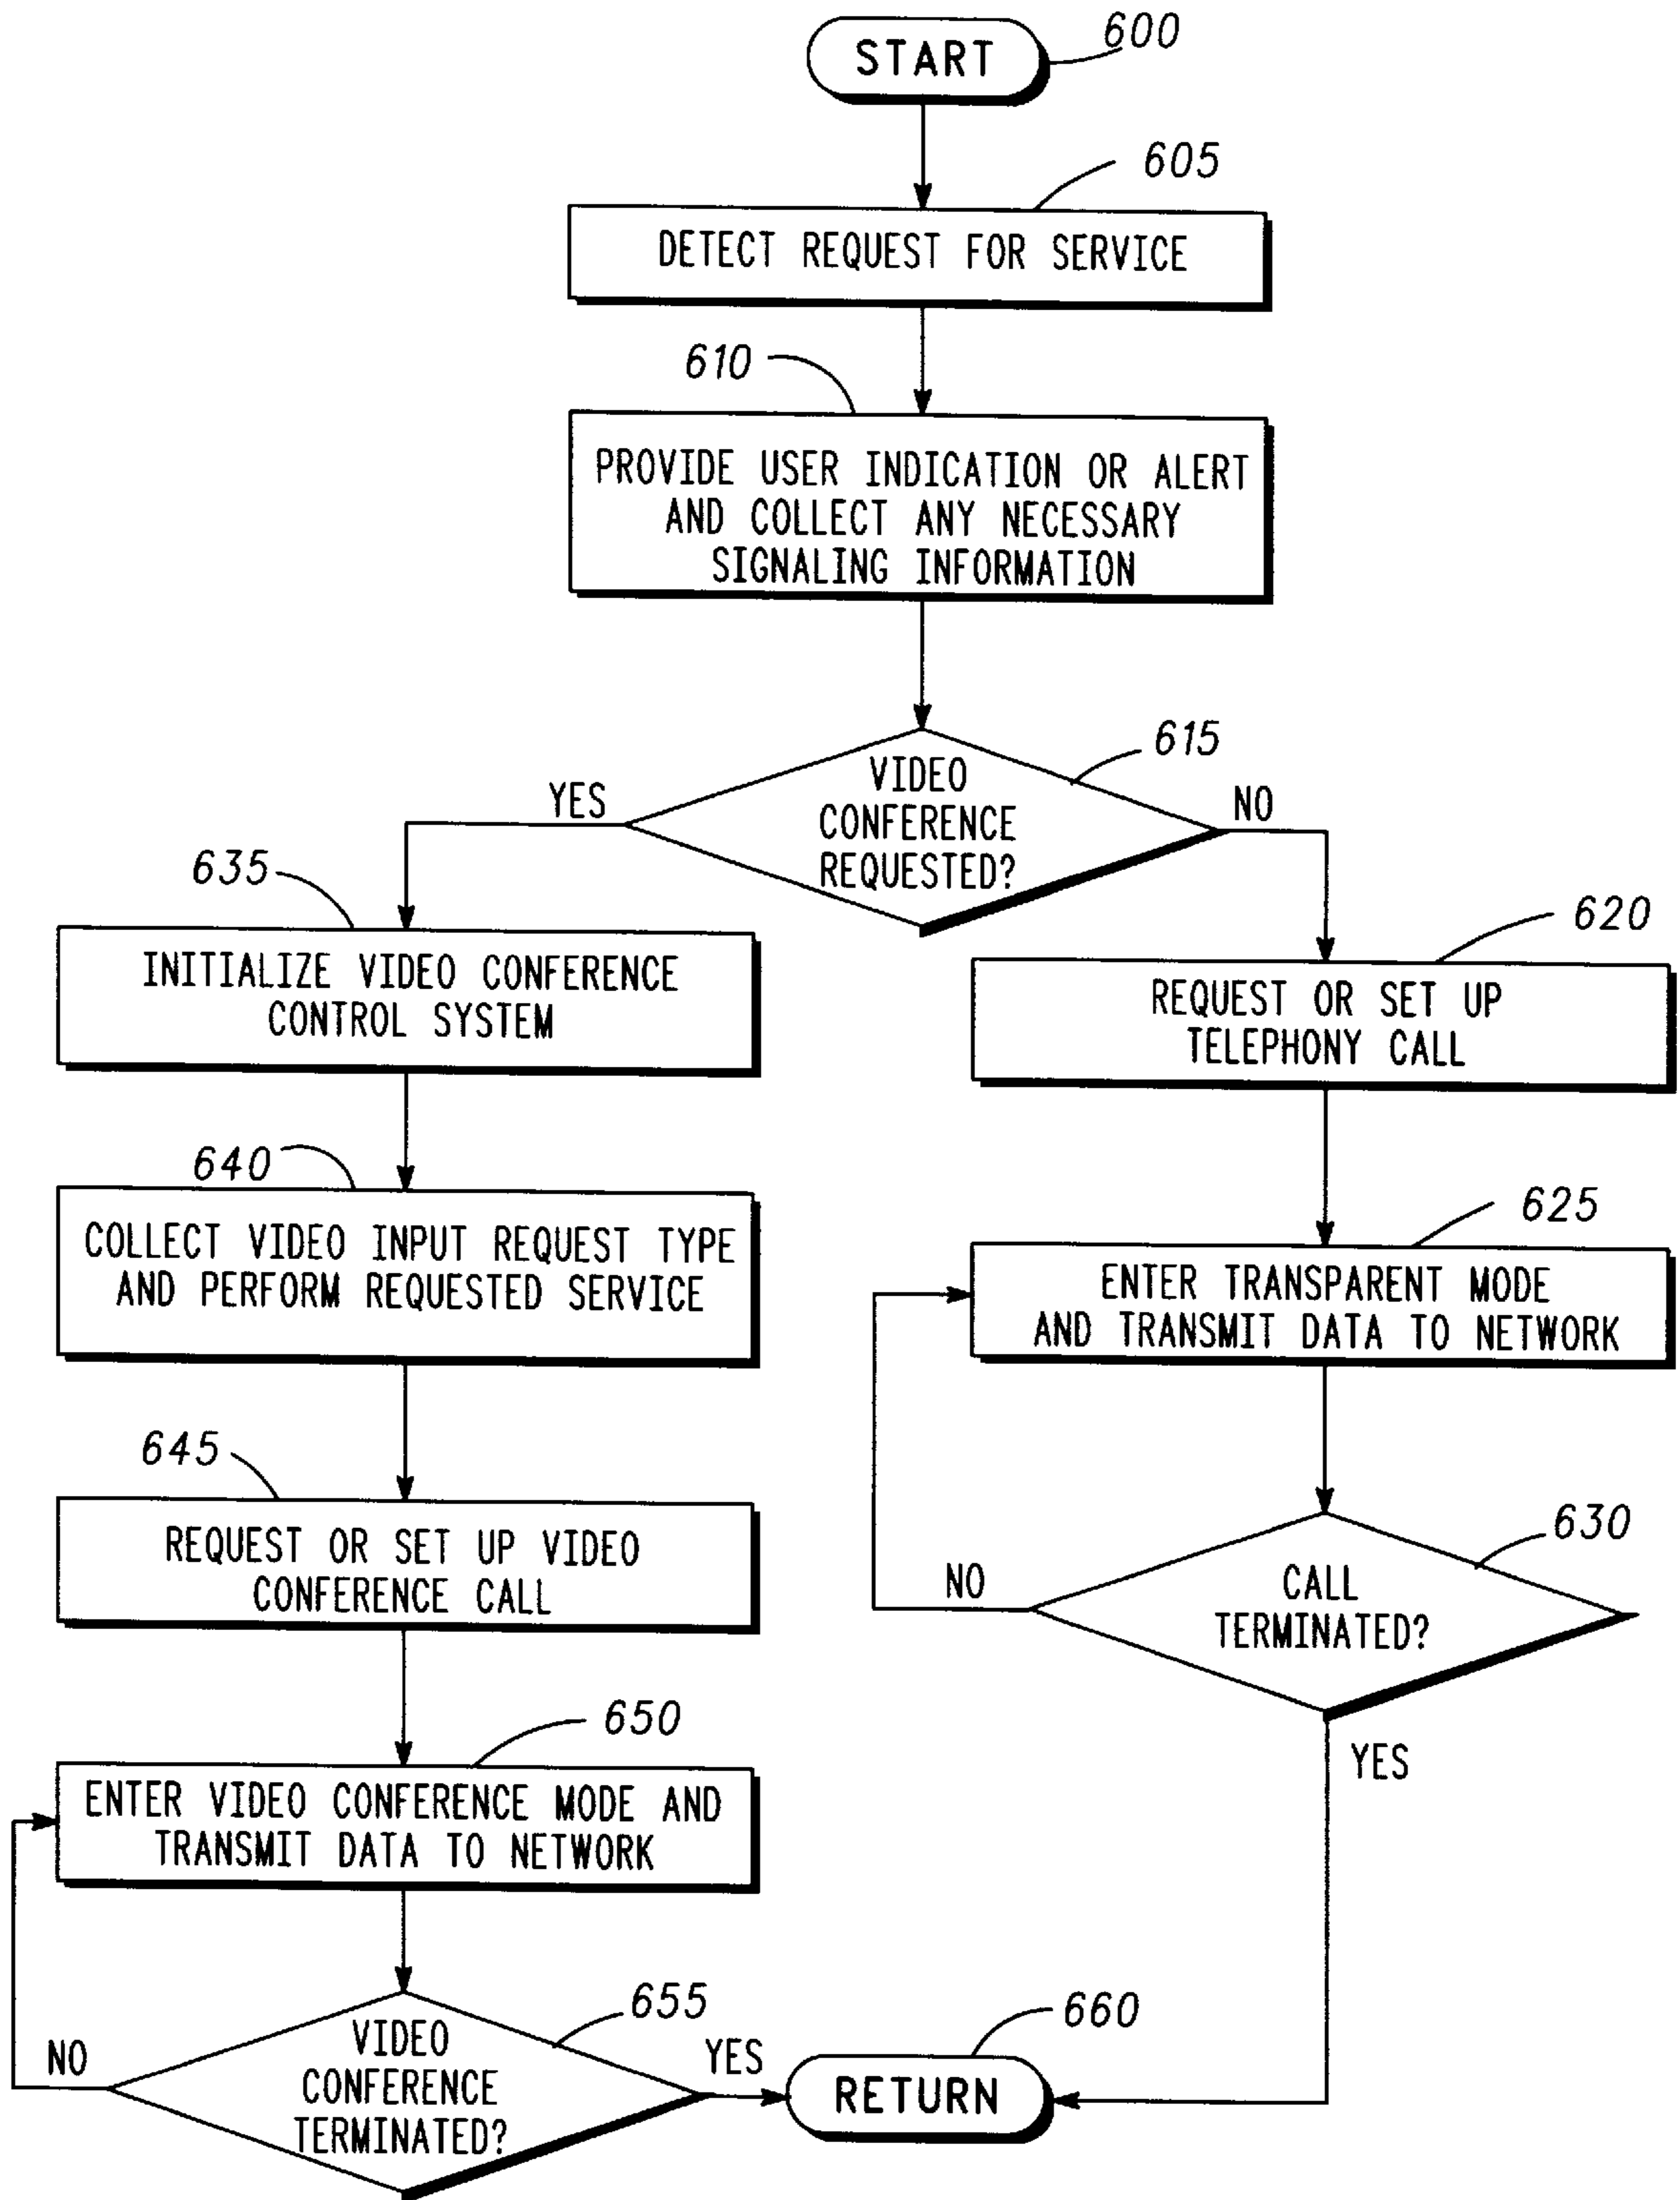 START
600
605
DETECT REQUEST FOR SERVICE
610
PROVIDE USER INDICATION OR ALERT
AND COLLECT ANY NECESSARY
SIGNALING INFORMATION
615
VIDEO
CONFERENCE
REQUESTED?
YES
NO
635
INITIALIZE VIDEO CONFERENCE
CONTROL SYSTEM
620
REQUEST OR SET UP
TELEPHONY CALL
640
COLLECT VIDEO INPUT REQUEST TYPE
AND PERFORM REQUESTED SERVICE
625
ENTER TRANSPARENT MODE
AND TRANSMIT DATA TO NETWORK
645
REQUEST OR SET UP VIDEO
CONFERENCE CALL
630
CALL
TERMINATED?
NO
YES
650
ENTER VIDEO CONFERENCE MODE AND
TRANSMIT DATA TO NETWORK
655
VIDEO
CONFERENCE
TERMINATED?
NO
YES
660
RETURN